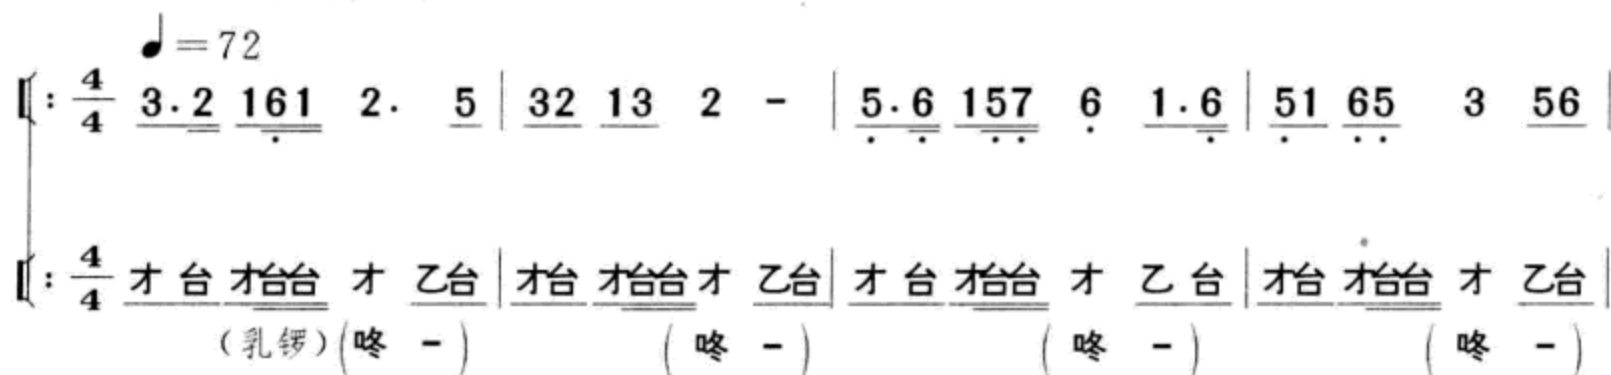 ♩=72
4/4 3.2 161 2. 5 | 32 13 2 - | 5.6 157 6 1.6 | 51 65 3 56 |
4/4 才 台 才台台 才 乙台 | 才台 才台台 才 乙台 | 才 台 才台台 才 乙 台 | 才台 才台台 才 乙台 |
(乳锣) (咚 -) (咚 -) (咚 -) (咚 -)